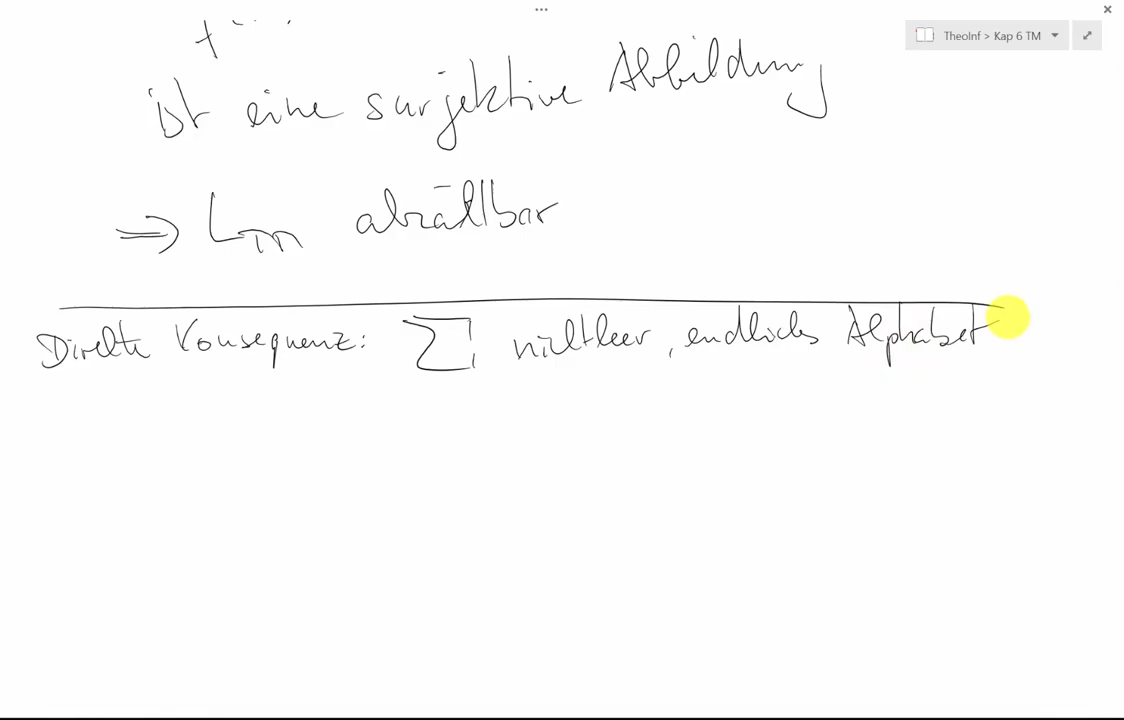 TheoInf > Kap 6 TM
ist eine surjektive Abbildung
⇒ L_TM abzählbar
Direkte Konsequenz: Σ nichtleer, endliches Alphabet